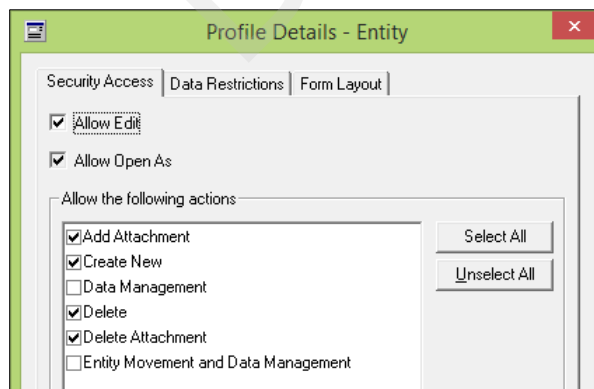 Profile Details - Entity
Security Access Data Restrictions Form Layout
Allow Edit
Allow Open As
Allow the following actions
Add Attachment
Select All
Create New
Unselect All
Data Management
Delete
Delete Attachment
Entity Movement and Data Management